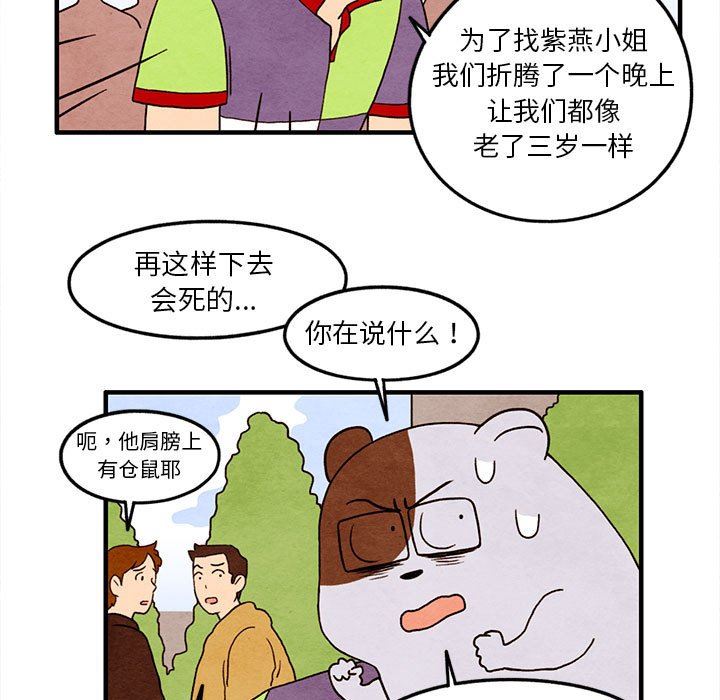 为了找紫燕小姐
我们折腾了一个晚上
让我们都像
老了三岁一样
再这样下去
会死的...
你在说什么！
呃，他肩膀上
有仓鼠耶